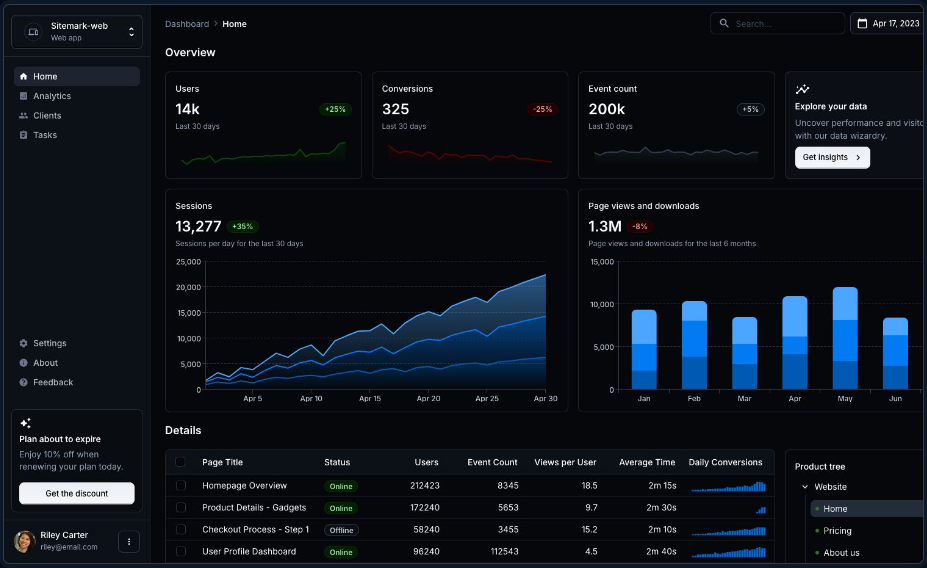 Sitemark-web
Web app
Home
Analytics
Clients
Tasks
Settings
About
Feedback
Plan about to expire
Enjoy 10% off when
renewing your plan today.
Get the discount
Riley Carter
riley@email.com
Dashboard > Home
Search...
Apr 17, 2023
Overview
Users
14k
+25%
Last 30 days
Conversions
325
-25%
Last 30 days
Event count
200k
+5%
Last 30 days
Explore your data
Uncover performance and visito
with our data wizardry.
Get insights
Sessions
13,277 +35%
Sessions per day for the last 30 days
25,000
20,000
15,000
10,000
5,000
0
Apr 5 Apr 10 Apr 15 Apr 20 Apr 25 Apr 30
Page views and downloads
1.3M -8%
Page views and downloads for the last 6 months
15,000
10,000
5,000
0
Jan Feb Mar Apr May Jun
Details
Page Title Status Users Event Count Views per User Average Time Daily Conversions
Homepage Overview Online 212423 8345 18.5 2m 15s
Product Details - Gadgets Online 172240 5653 9.7 2m 30s
Checkout Process - Step 1 Offline 58240 3455 15.2 2m 10s
User Profile Dashboard Online 96240 112543 4.5 2m 40s
Product tree
Website
Home
Pricing
About us